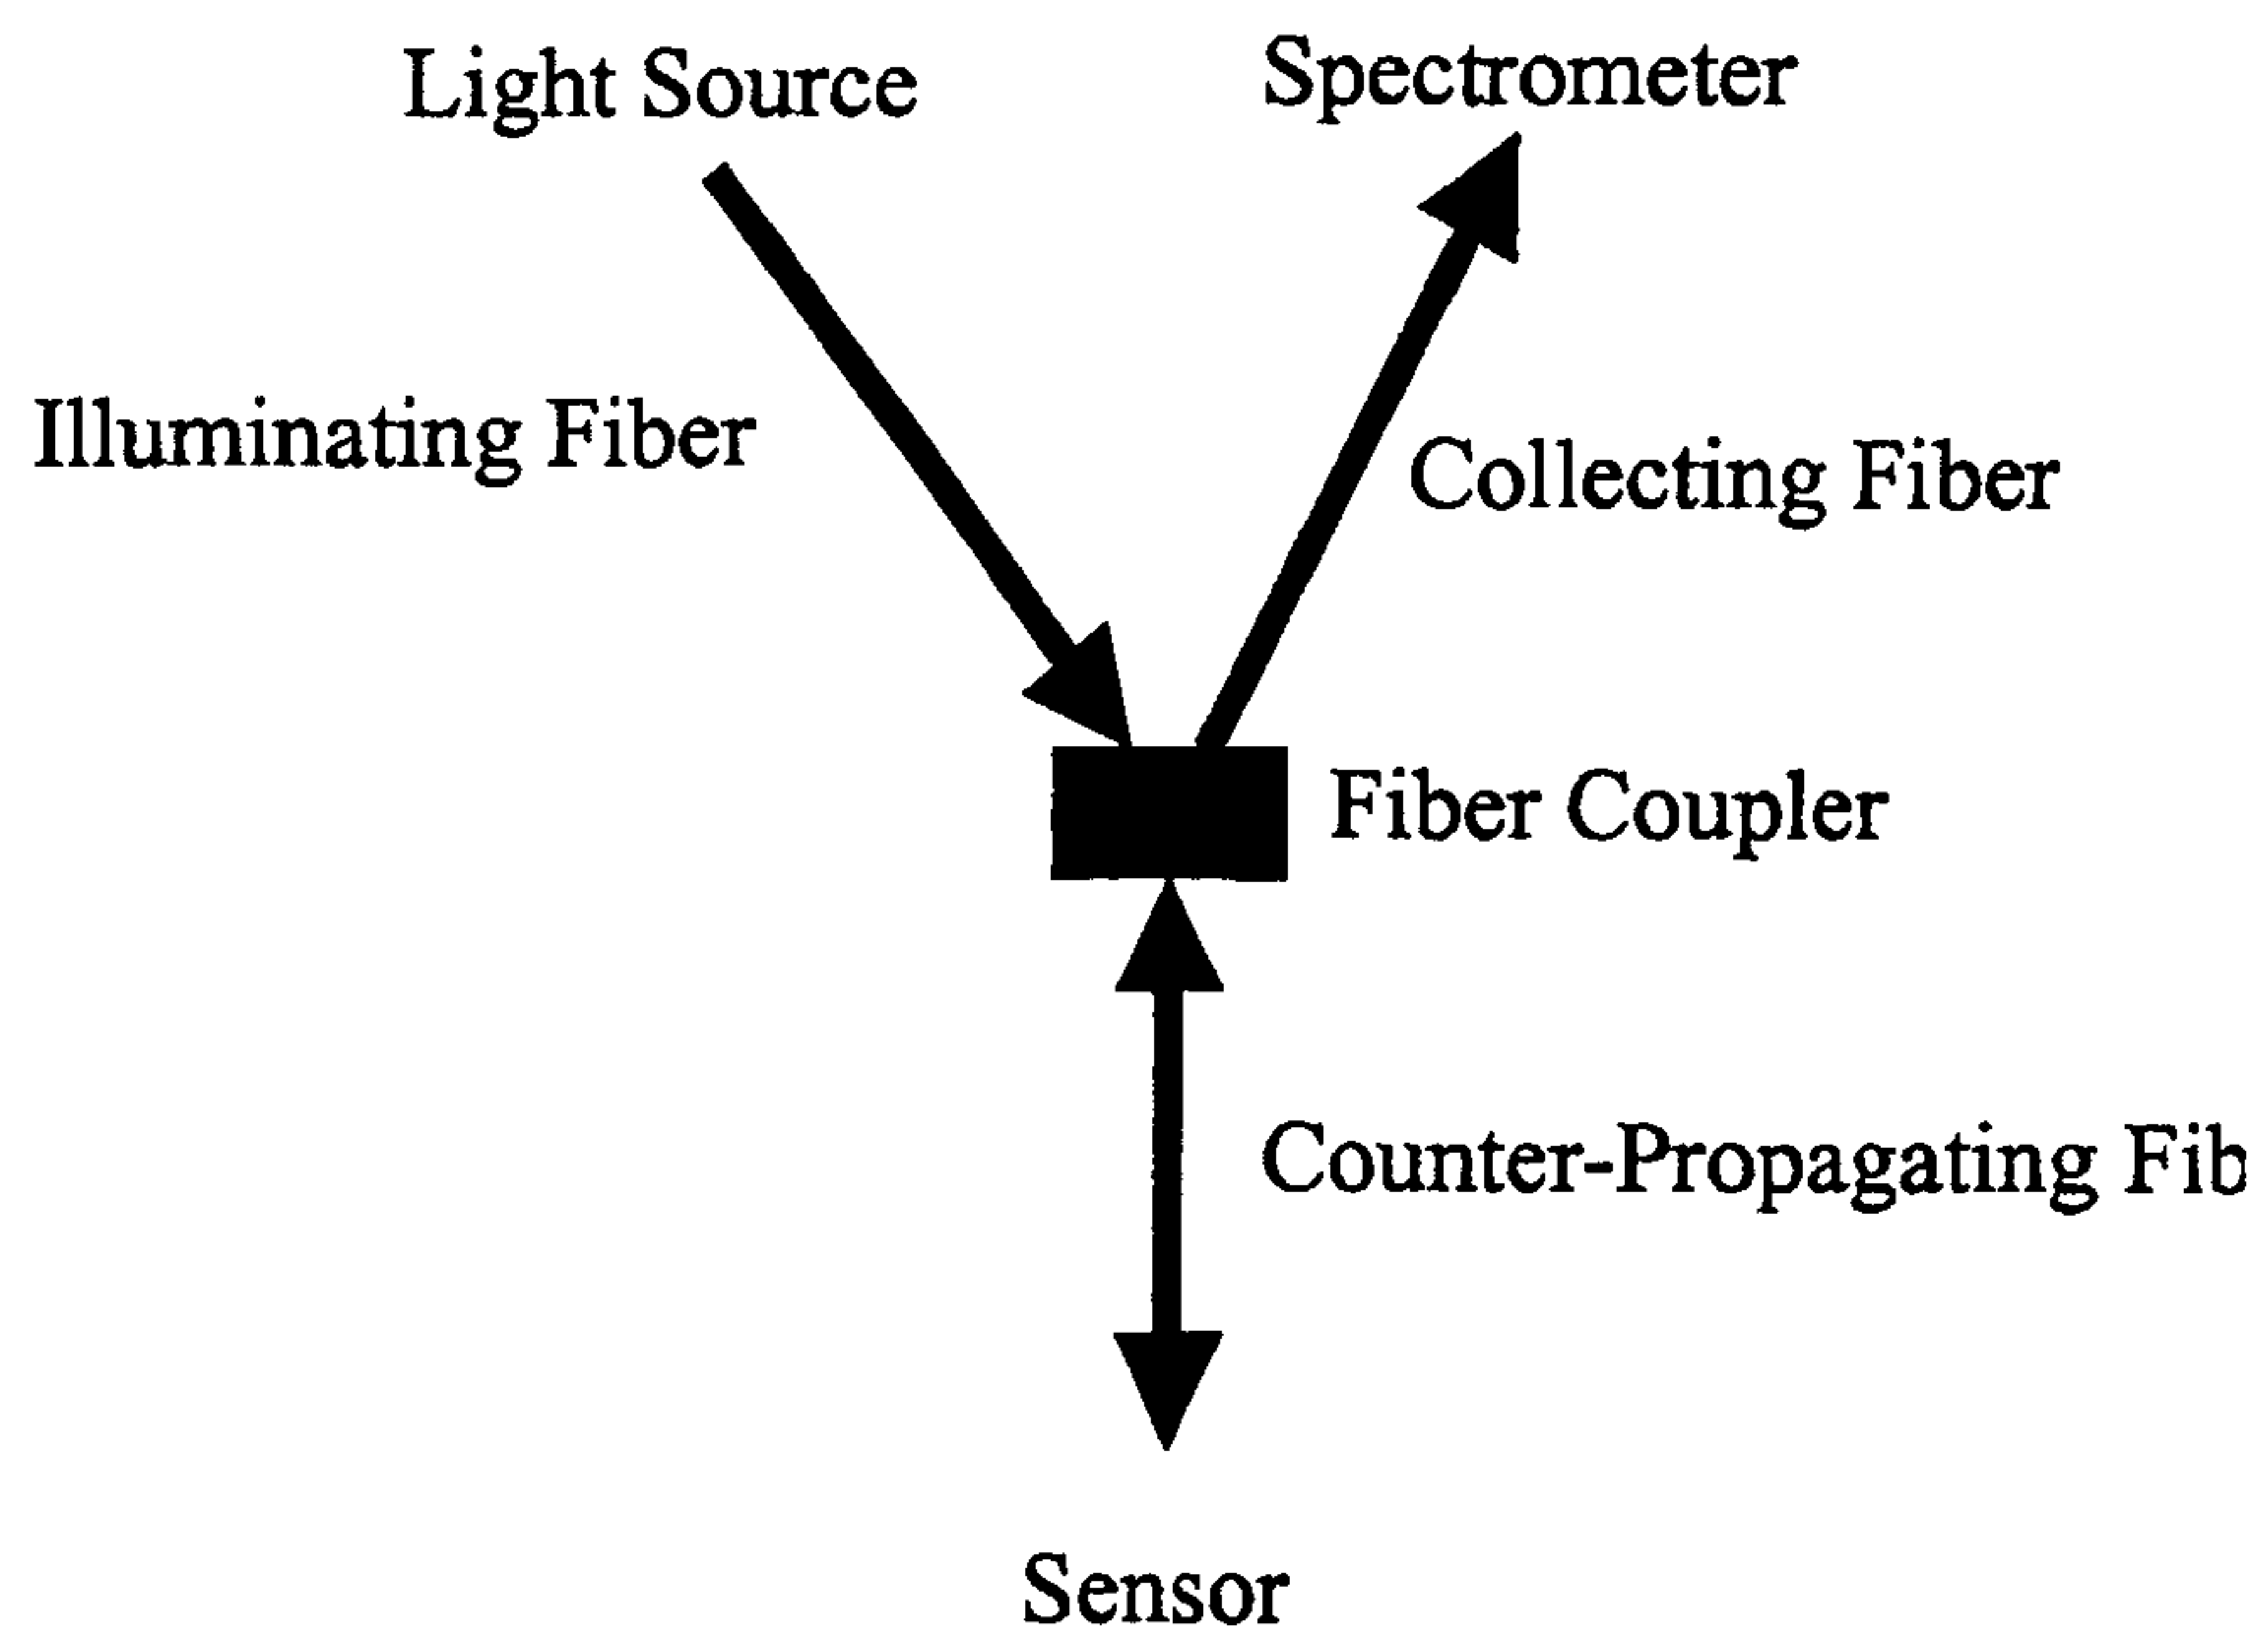 Light Source
Spectrometer
Illuminating Fiber
Collecting Fiber
Fiber Coupler
Counter-Propagating Fib
Sensor